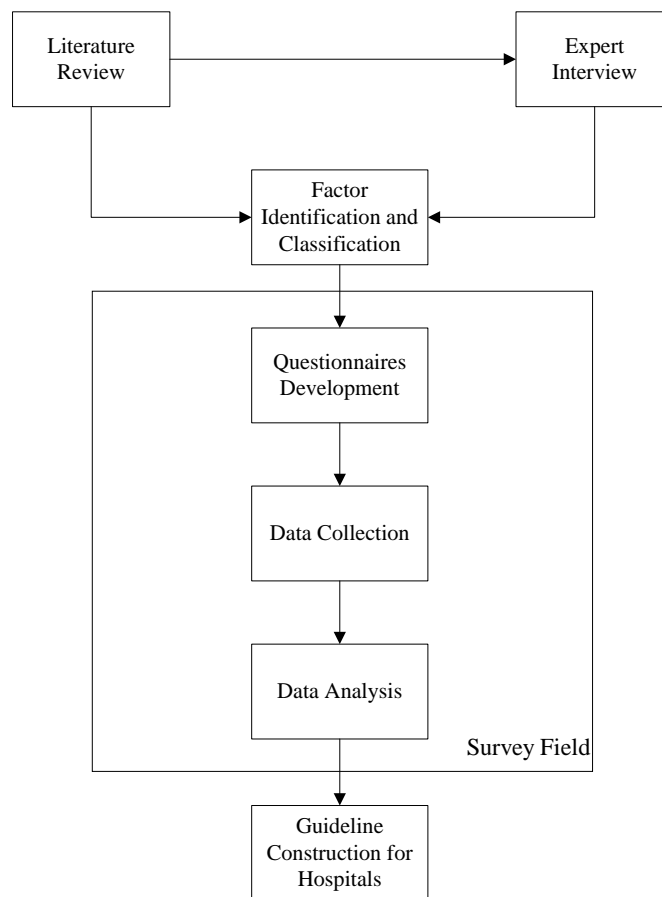 Literature
Review
Expert
Interview
Factor
Identification and
Classification
Questionnaires
Development
Data Collection
Data Analysis
Survey Field
Guideline
Construction for
Hospitals